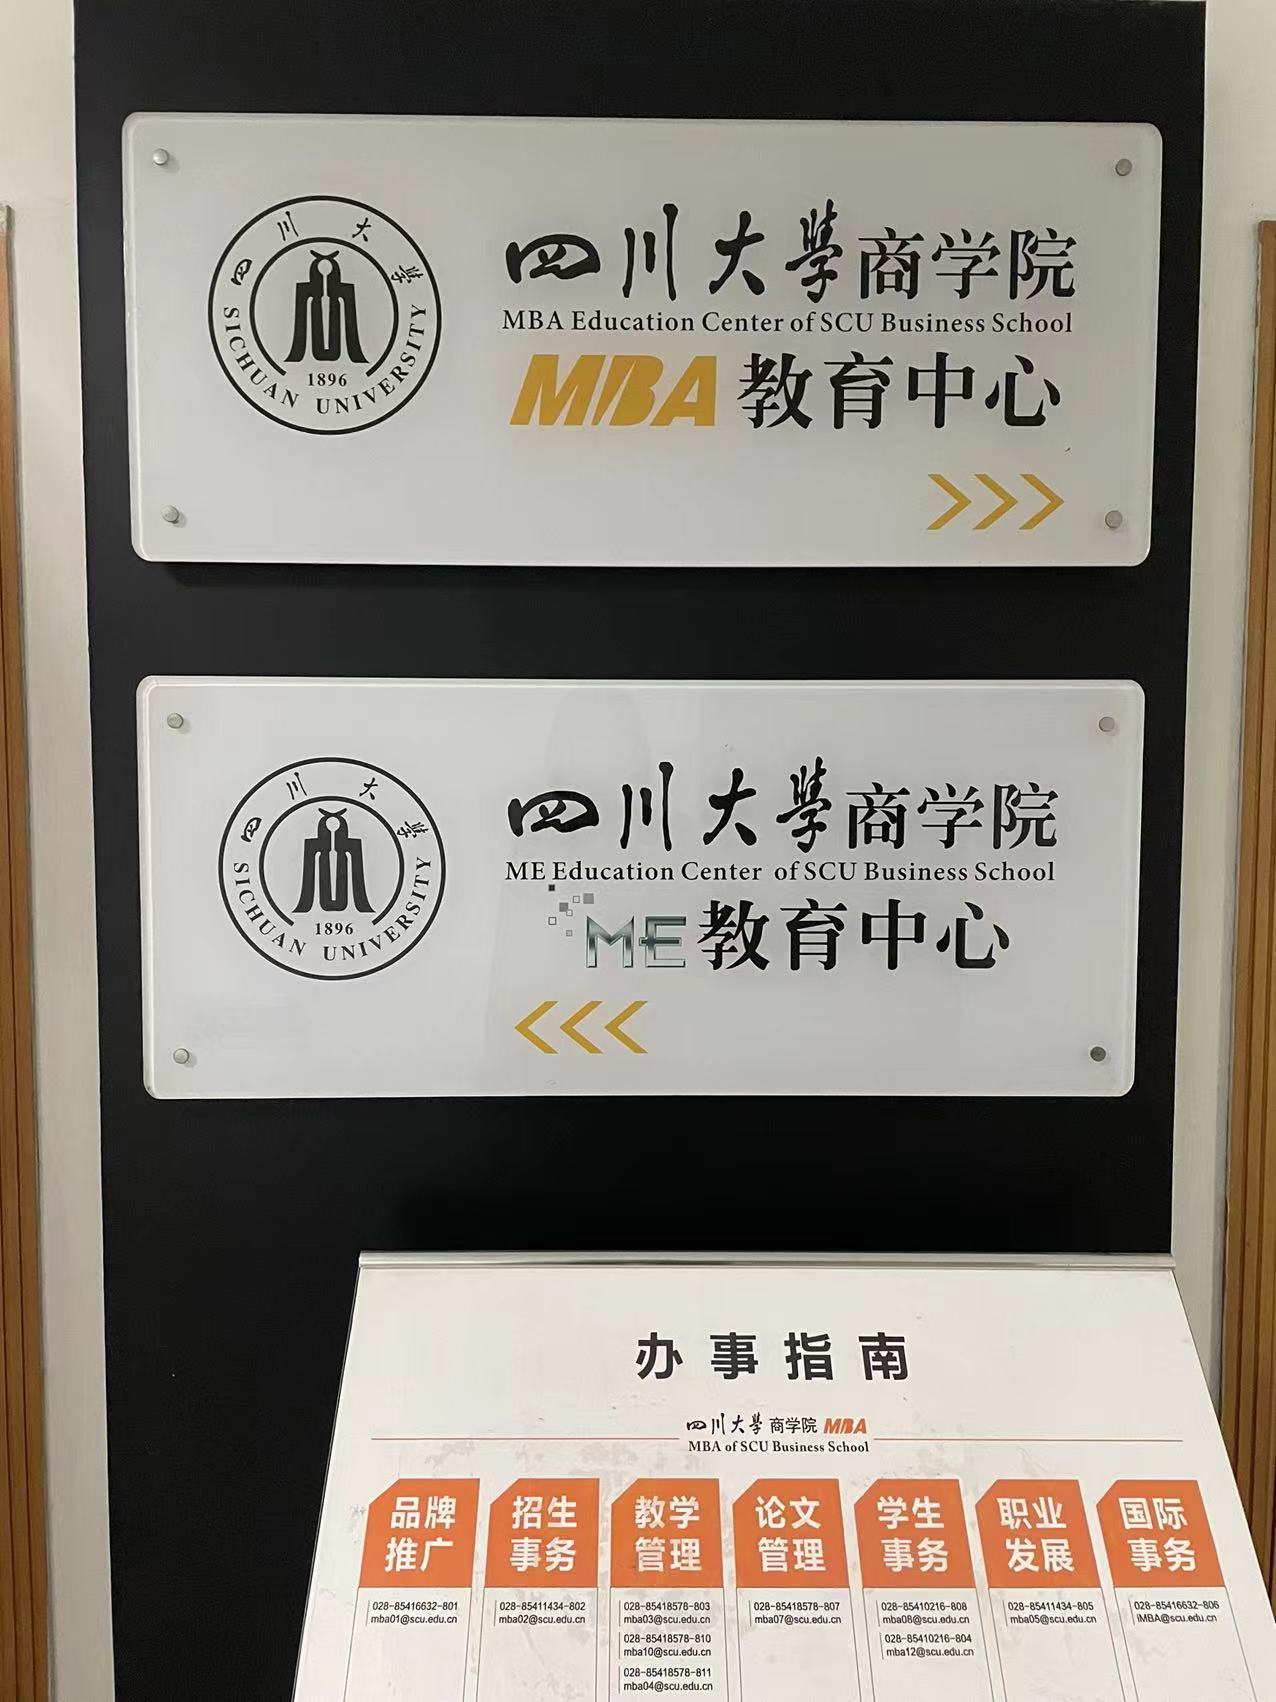 四川大學
SICHUAN UNIVERSITY
1896
四川大學商学院
MBA Education Center of SCU Business School
MBA 教育中心
>>>
四川大學
SICHUAN UNIVERSITY
1896
四川大學商学院
ME Education Center of SCU Business School
ME 教育中心
<<<
办事指南
四川大學 商学院 MBA
MBA of SCU Business School
品牌
推广
028-85416632-801
mba01@scu.edu.cn
招生
事务
028-85411434-802
mba02@scu.edu.cn
教学
管理
028-85418578-803
mba03@scu.edu.cn
028-85418578-810
mba10@scu.edu.cn
028-85418578-811
mba04@scu.edu.cn
论文
管理
028-85418578-807
mba07@scu.edu.cn
学生
事务
028-85410216-808
mba08@scu.edu.cn
028-85410216-804
mba12@scu.edu.cn
职业
发展
028-85411434-805
mba05@scu.edu.cn
国际
事务
028-85416632-806
iMBA@scu.edu.cn